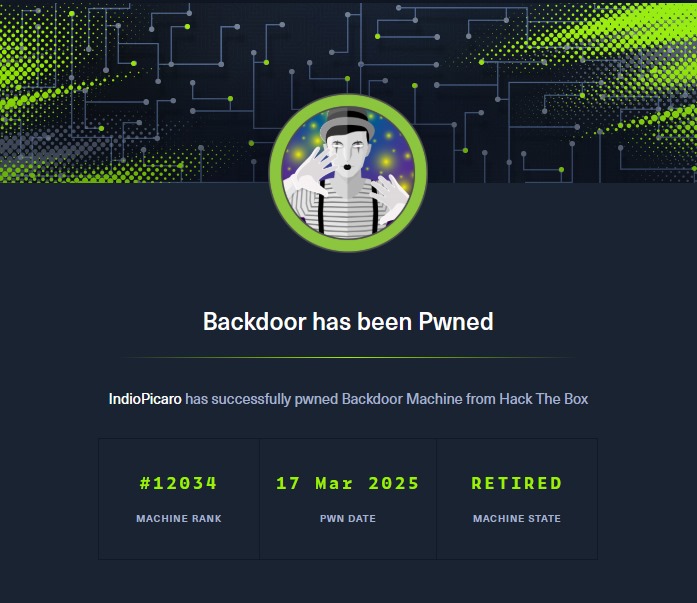 Backdoor has been Pwned
IndioPicaro has successfully pwned Backdoor Machine from Hack The Box
#12034 17 Mar 2025 RETIRED
MACHINE RANK PWN DATE MACHINE STATE